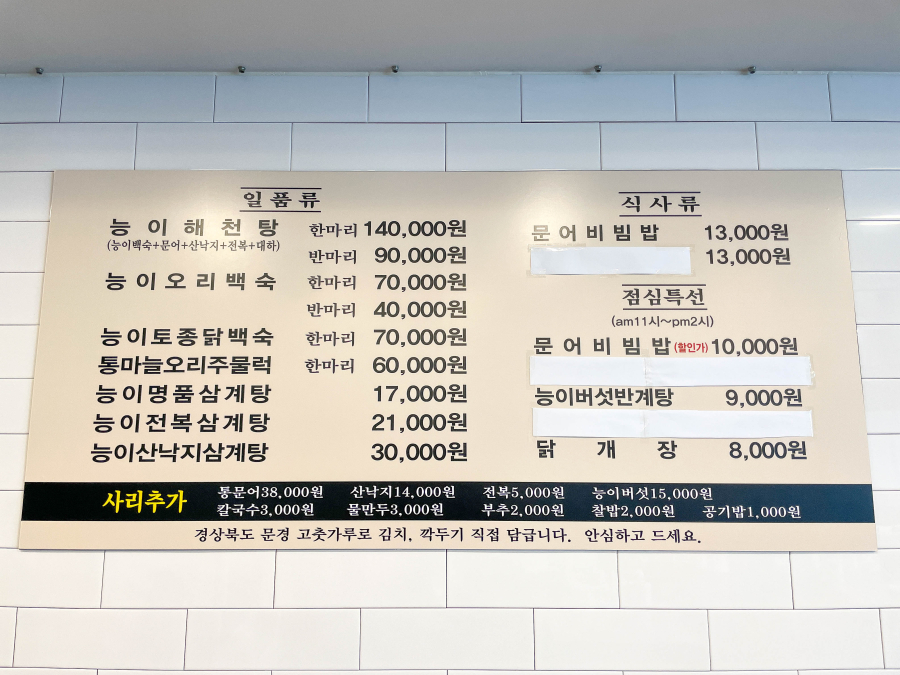 일품류
능이해천탕 한마리 140,000원
(능이백숙+문어+산낙지+전복+대하)
반마리 90,000원
능이오리백숙 한마리 70,000원
반마리 40,000원
능이토종닭백숙 한마리 70,000원
통마늘오리주물럭 한마리 60,000원
능이명품삼계탕 17,000원
능이전복삼계탕 21,000원
능이산낙지삼계탕 30,000원
식사류
문어비빔밥 13,000원
13,000원
점심특선
(am11시~pm2시)
문어비빔밥(할인가) 10,000원
능이버섯반계탕 9,000원
닭개장 8,000원
사리추가
통문어38,000원 산낙지14,000원 전복5,000원 능이버섯15,000원
칼국수3,000원 물만두3,000원 부추2,000원 찰밥2,000원 공기밥1,000원
경상북도 문경 고춧가루로 김치, 깍두기 직접 담급니다. 안심하고 드세요.